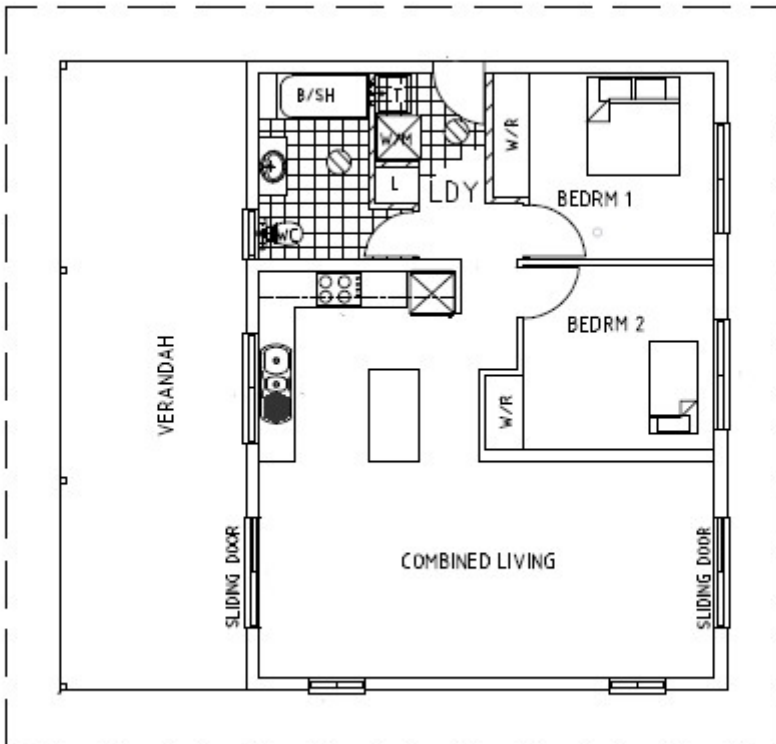 B/SH
T
W/M
L
LDY
W/R
BEDRM 1
WC
BEDRM 2
W/R
VERANDAH
SLIDING DOOR
COMBINED LIVING
SLIDING DOOR